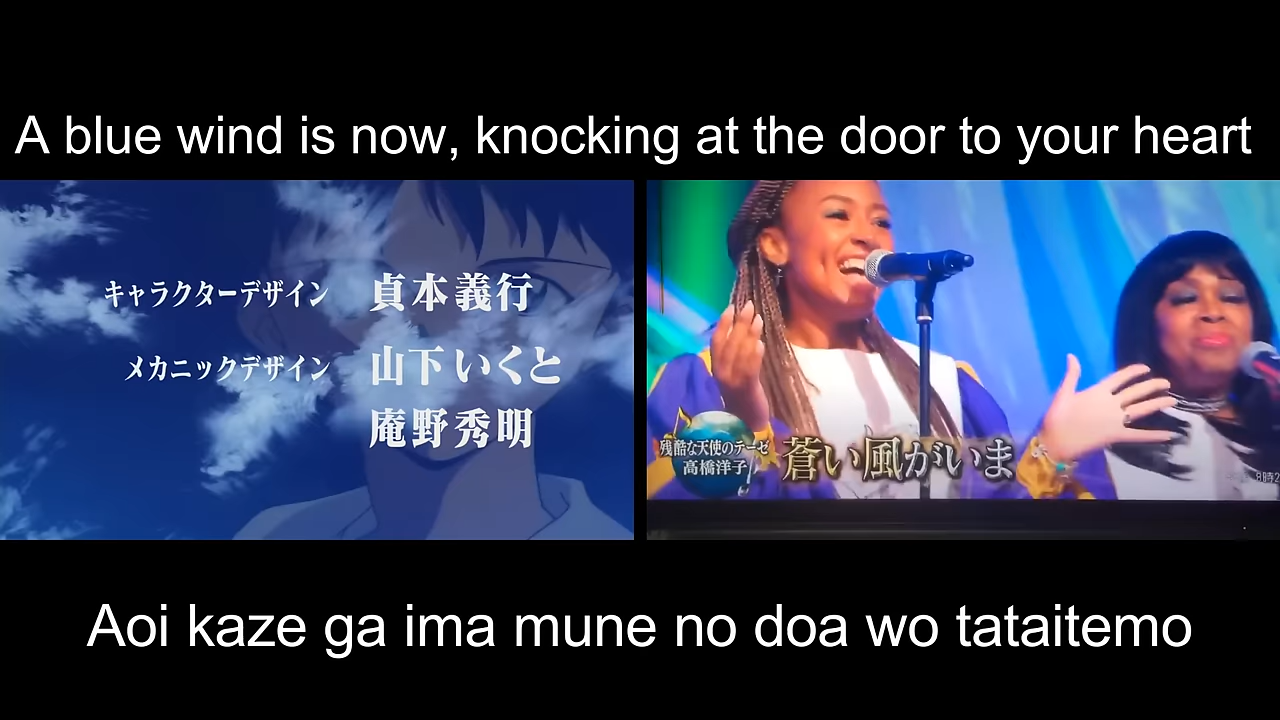 A blue wind is now, knocking at the door to your heart
キャラクターデザイン 貞本義行
メカニックデザイン 山下いくと
庵野秀明
残酷な天使のテーゼ
高橋洋子
蒼い風がいま
Aoi kaze ga ima mune no doa wo tataitemo